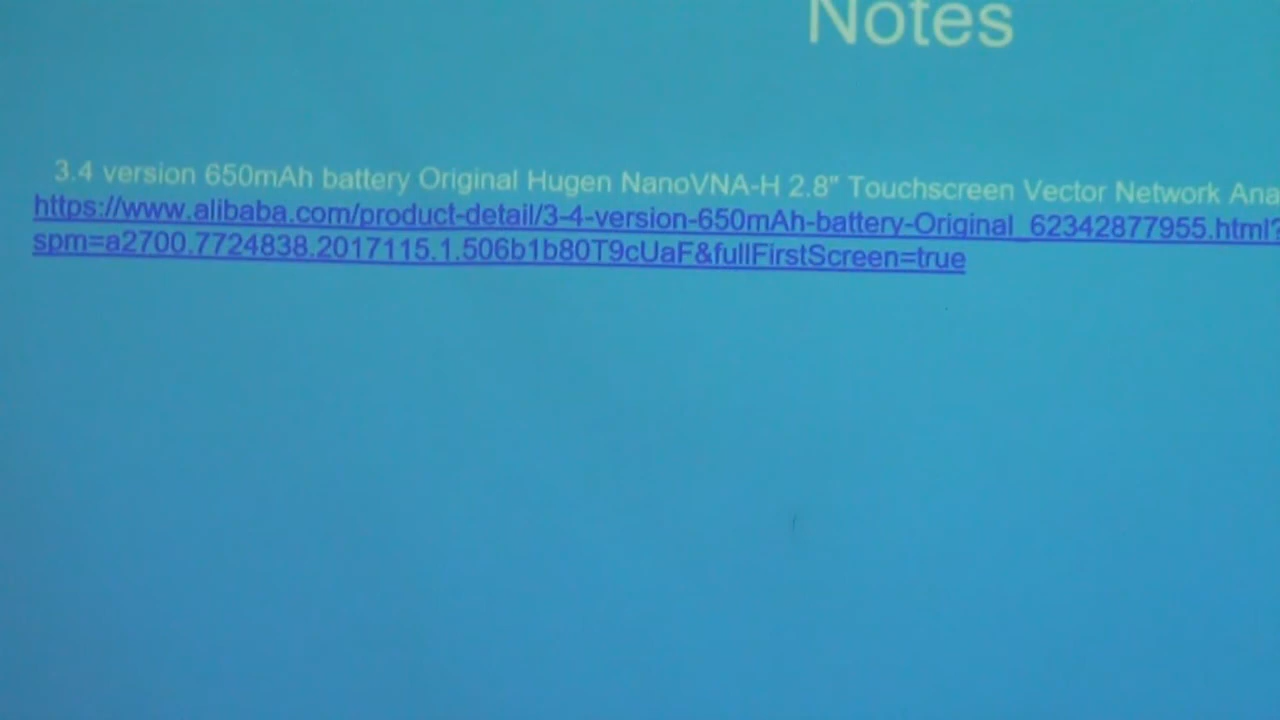 Notes
3.4 version 650mAh battery Original Hugen NanoVNA-H 2.8" Touchscreen Vector Network Ana
https://www.alibaba.com/product-detail/3-4-version-650mAh-battery-Original_62342877955.html?
spm=a2700.7724838.2017115.1.506b1b80T9cUaF&fullFirstScreen=true